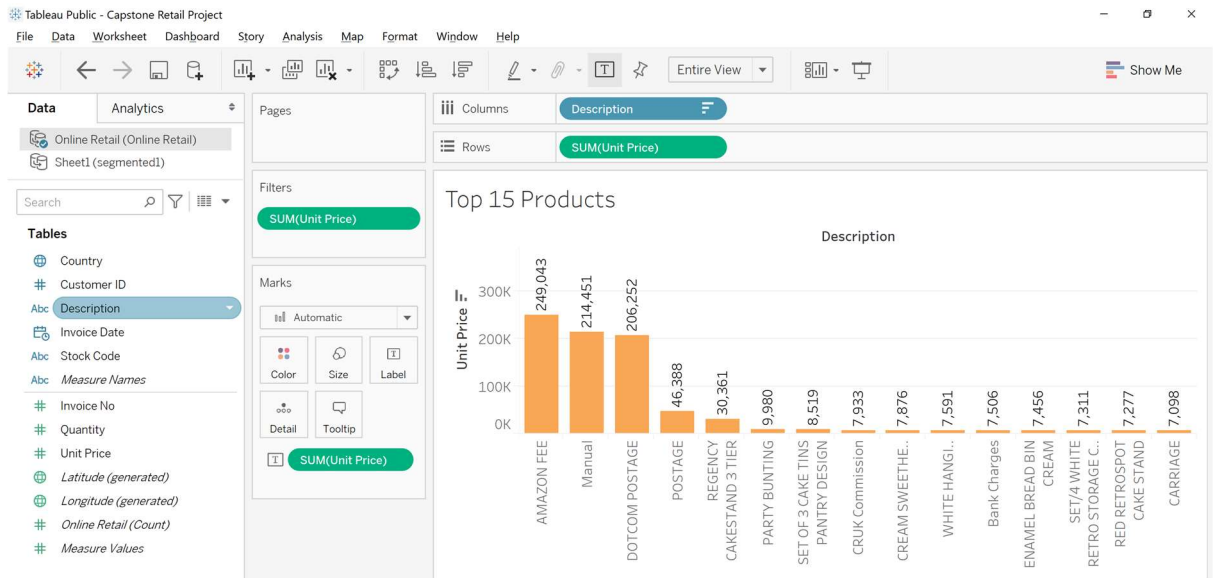 Tableau Public - Capstone Retail Project
File Data Worksheet Dashboard Story Analysis Map Format Window Help
Entire View
Show Me
Data Analytics
Online Retail (Online Retail)
Sheet1 (segmented1)
Search
Tables
Country
Customer ID
Abc Description
Invoice Date
Abc Stock Code
Abc Measure Names
Invoice No
Quantity
Unit Price
Latitude (generated)
Longitude (generated)
Online Retail (Count)
Measure Values
Pages
Filters
SUM(Unit Price)
Marks
Automatic
Color Size Label
Detail Tooltip
SUM(Unit Price)
Columns Description
Rows SUM(Unit Price)
Top 15 Products
Description
Unit Price
300K
200K
100K
0K
249,043
214,451
206,252
46,388
30,361
9,980
8,519
7,933
7,876
7,591
7,506
7,456
7,311
7,277
7,098
AMAZON FEE
Manual
DOTCOM POSTAGE
POSTAGE
REGENCY
CAKESTAND 3 TIER
PARTY BUNTING
SET OF 3 CAKE TINS
PANTRY DESIGN
CRUK Commission
CREAM SWEETHE..
WHITE HANGI..
Bank Charges
ENAMEL BREAD BIN
CREAM
SET/4 WHITE
RETRO STORAGE C..
RED RETROSPOT
CAKE STAND
CARRIAGE